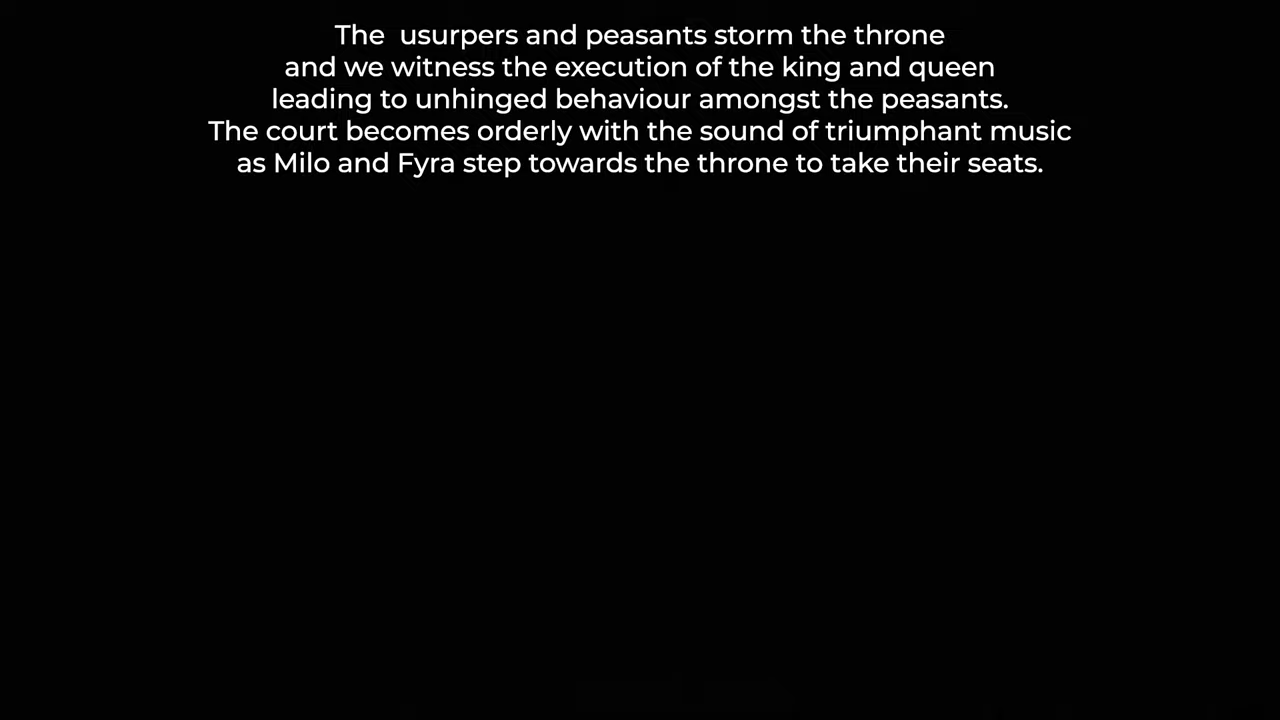 The  usurpers and peasants storm the throne
and we witness the execution of the king and queen
leading to unhinged behaviour amongst the peasants.
The court becomes orderly with the sound of triumphant music
as Milo and Fyra step towards the throne to take their seats.